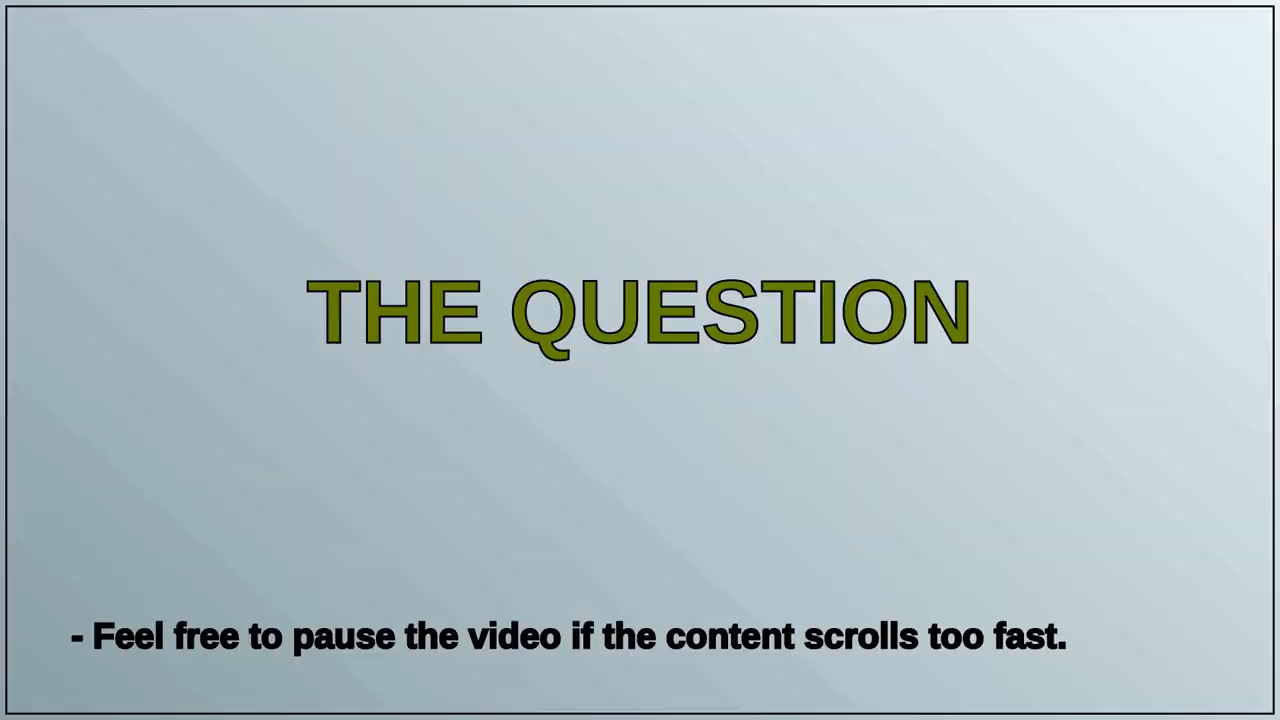 THE QUESTION
- Feel free to pause the video if the content scrolls too fast.